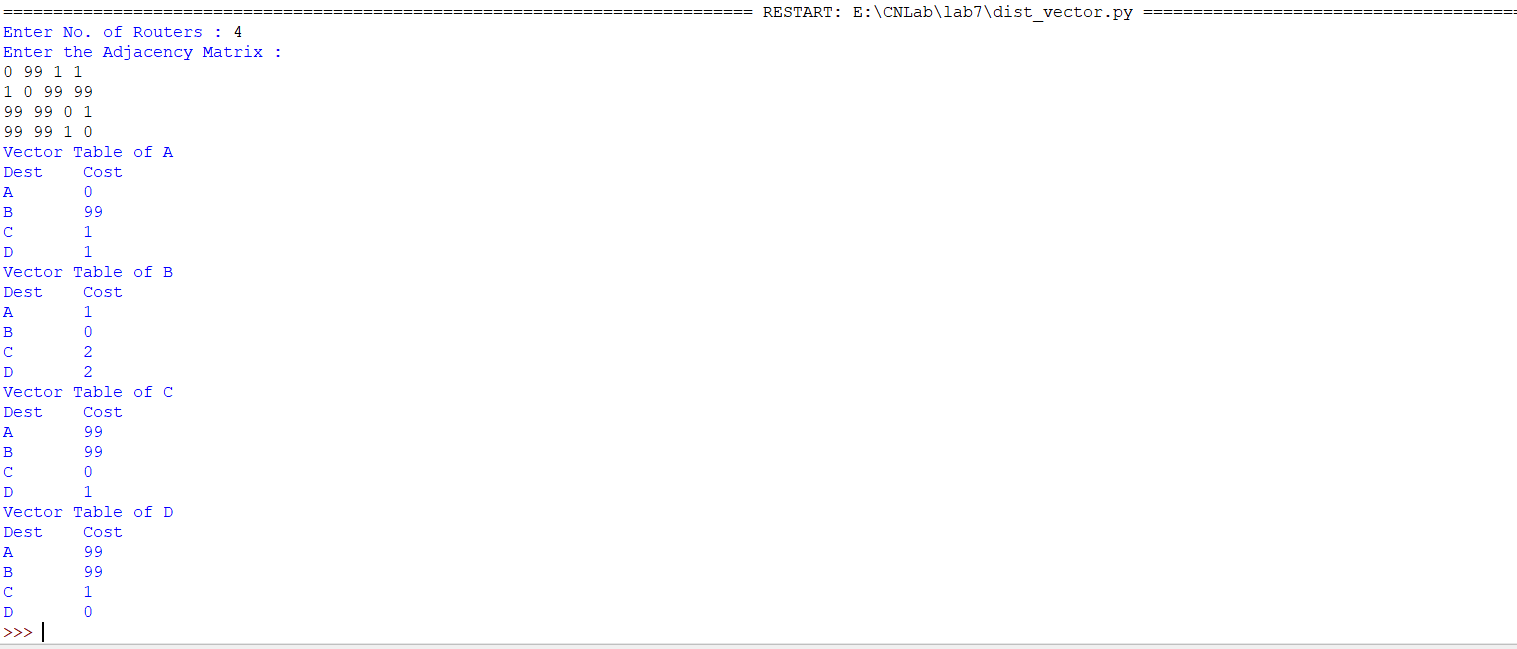 =========================================================================== RESTART: E:\CNLab\lab7\dist_vector.py ======================================
Enter No. of Routers : 4
Enter the Adjacency Matrix :
0 99 1 1
1 0 99 99
99 99 0 1
99 99 1 0
Vector Table of A
Dest    Cost
A       0
B       99
C       1
D       1
Vector Table of B
Dest    Cost
A       1
B       0
C       2
D       2
Vector Table of C
Dest    Cost
A       99
B       99
C       0
D       1
Vector Table of D
Dest    Cost
A       99
B       99
C       1
D       0
>>>